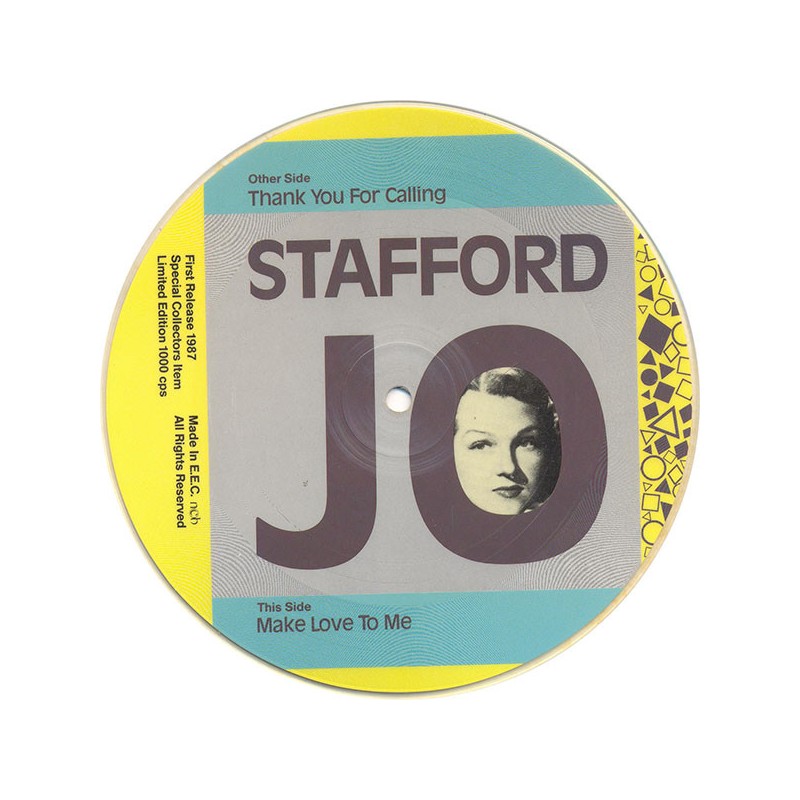 Other Side
Thank You For Calling
STAFFORD
JO
This Side
Make Love To Me
First Release 1987
Special Collectors Item
Limited Edition 1000 cps
Made In E.E.C. ncb
All Rights Reserved